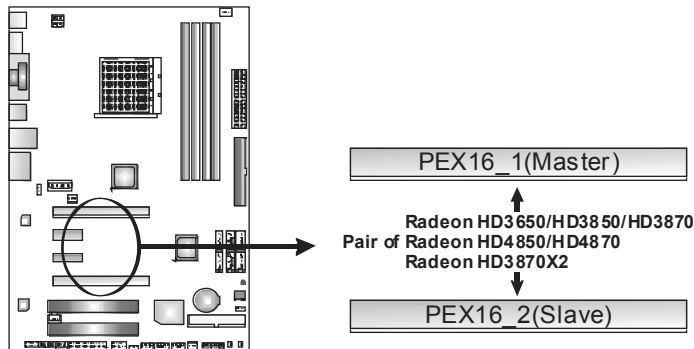 PEX16_1(Master)
Radeon HD3650/HD3850/HD3870
Pair of Radeon HD4850/HD4870
Radeon HD3870X2
PEX16_2(Slave)